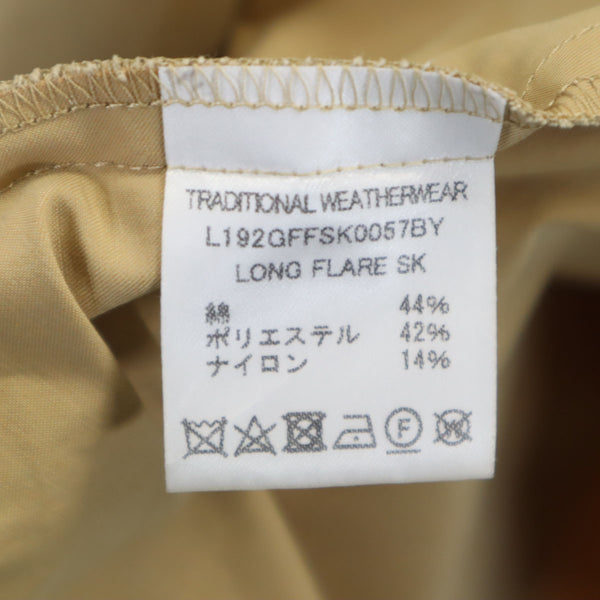 TRADITIONAL WEATHERWEAR
L192GFFSK0057BY
LONG FLARE SK
綿 44%
ポリエステル 42%
ナイロン 14%
F W